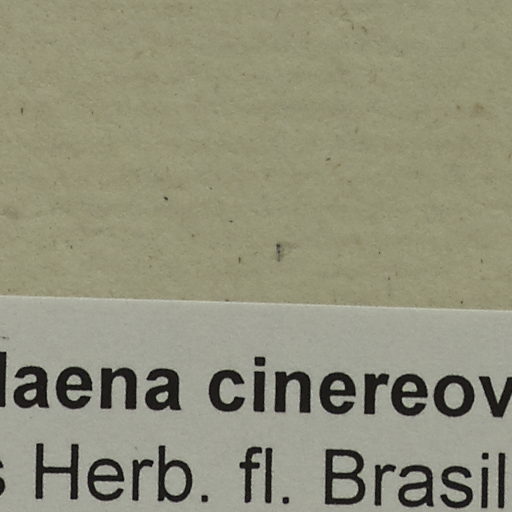 laena cinereov
s Herb. fl. Brasil